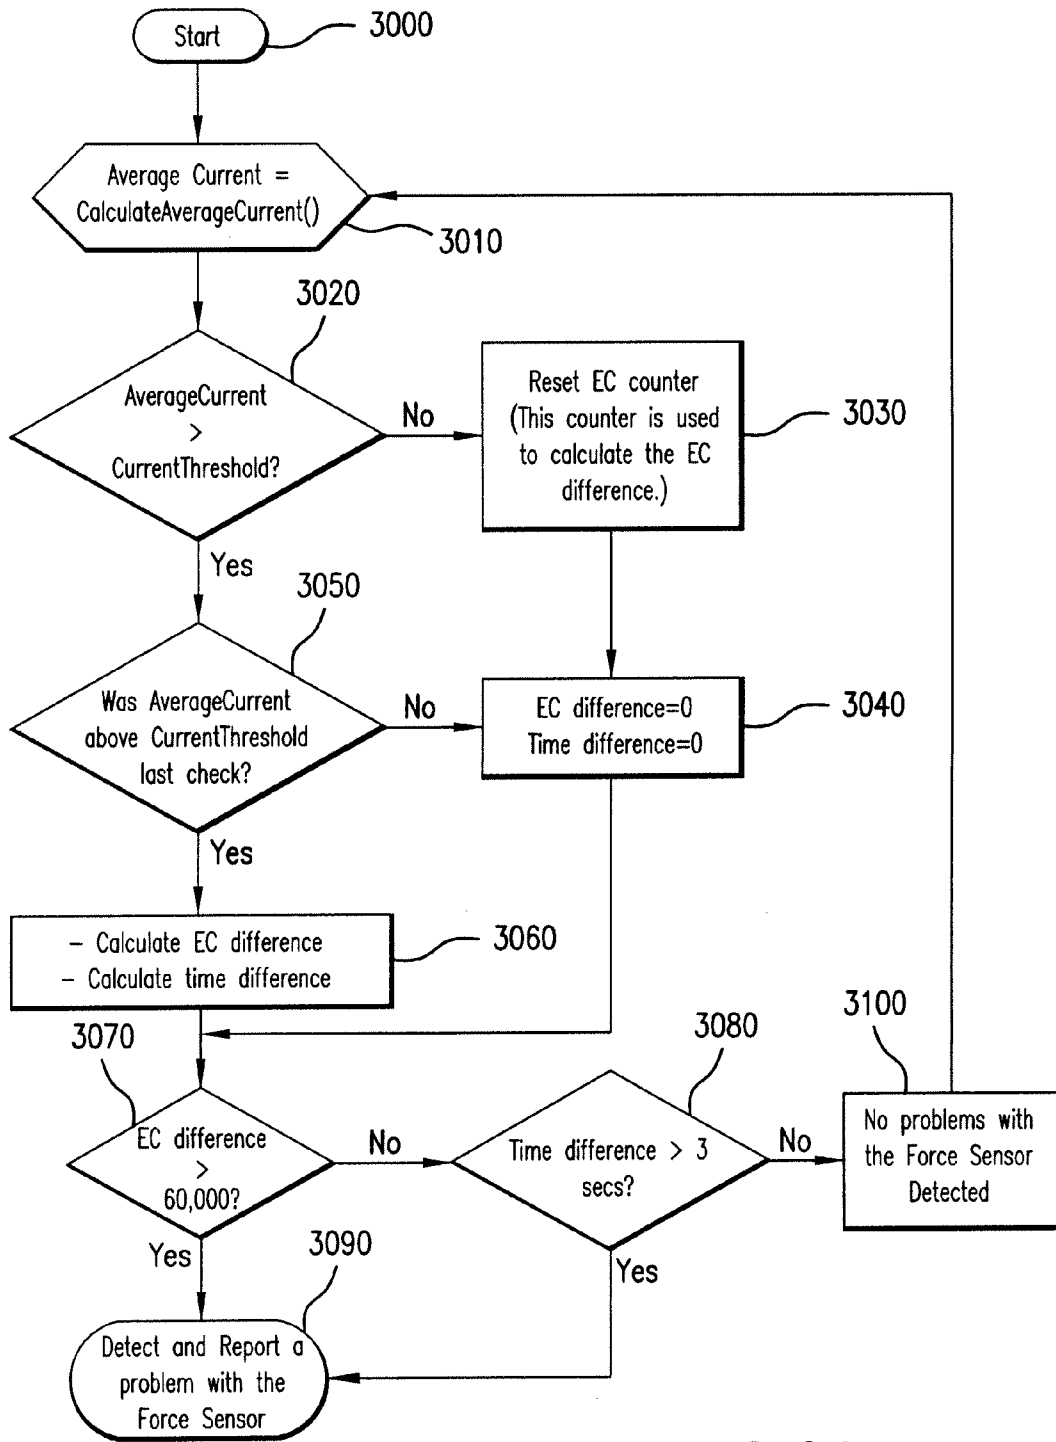 Start
3000
Average Current =
CalculateAverageCurrent()
3010
3020
AverageCurrent
>
CurrentThreshold?
No
Reset EC counter
(This counter is used
to calculate the EC
difference.)
3030
Yes
3050
Was AverageCurrent
above CurrentThreshold
last check?
No
EC difference=0
Time difference=0
3040
Yes
– Calculate EC difference
– Calculate time difference
3060
3070
EC difference
>
60,000?
No
3080
Time difference > 3
secs?
No
3100
No problems with
the Force Sensor
Detected
Yes
Yes
3090
Detect and Report a
problem with the
Force Sensor